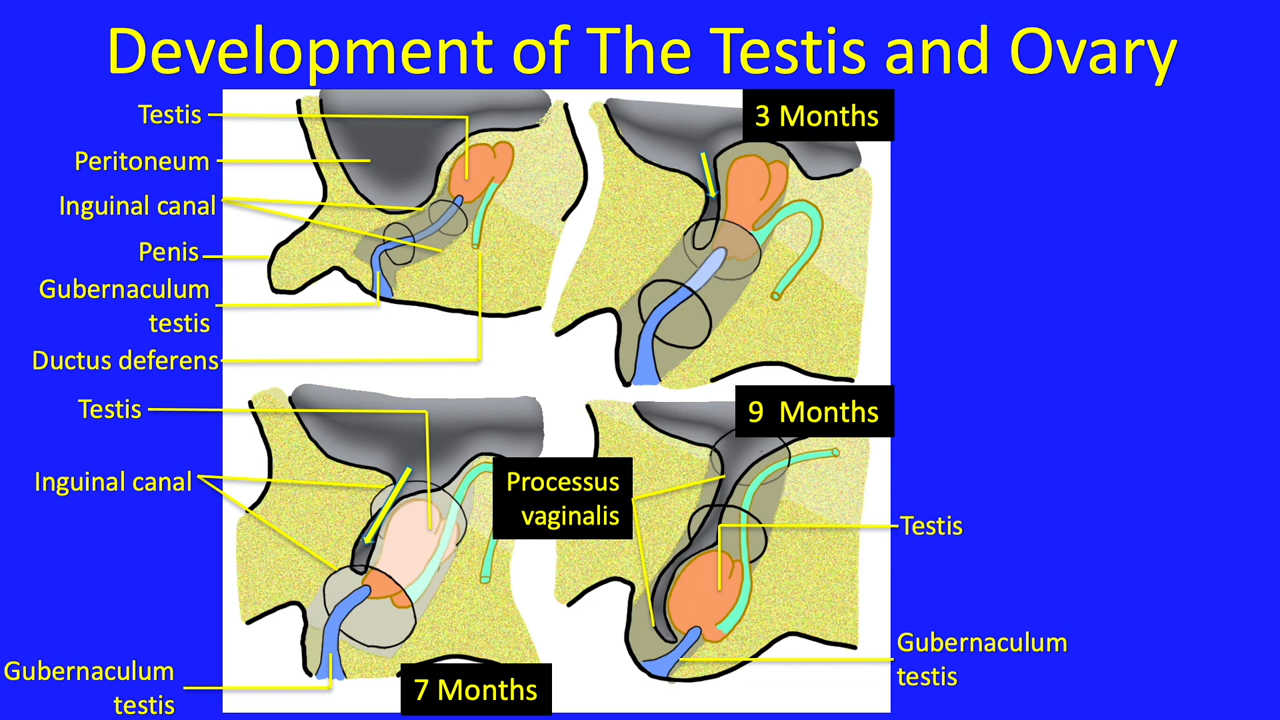 Development of The Testis and Ovary
Testis
Peritoneum
Inguinal canal
Penis
Gubernaculum
testis
Ductus deferens
3 Months
Testis
Inguinal canal
Gubernaculum
testis
7 Months
9 Months
Processus
vaginalis
Testis
Gubernaculum
testis